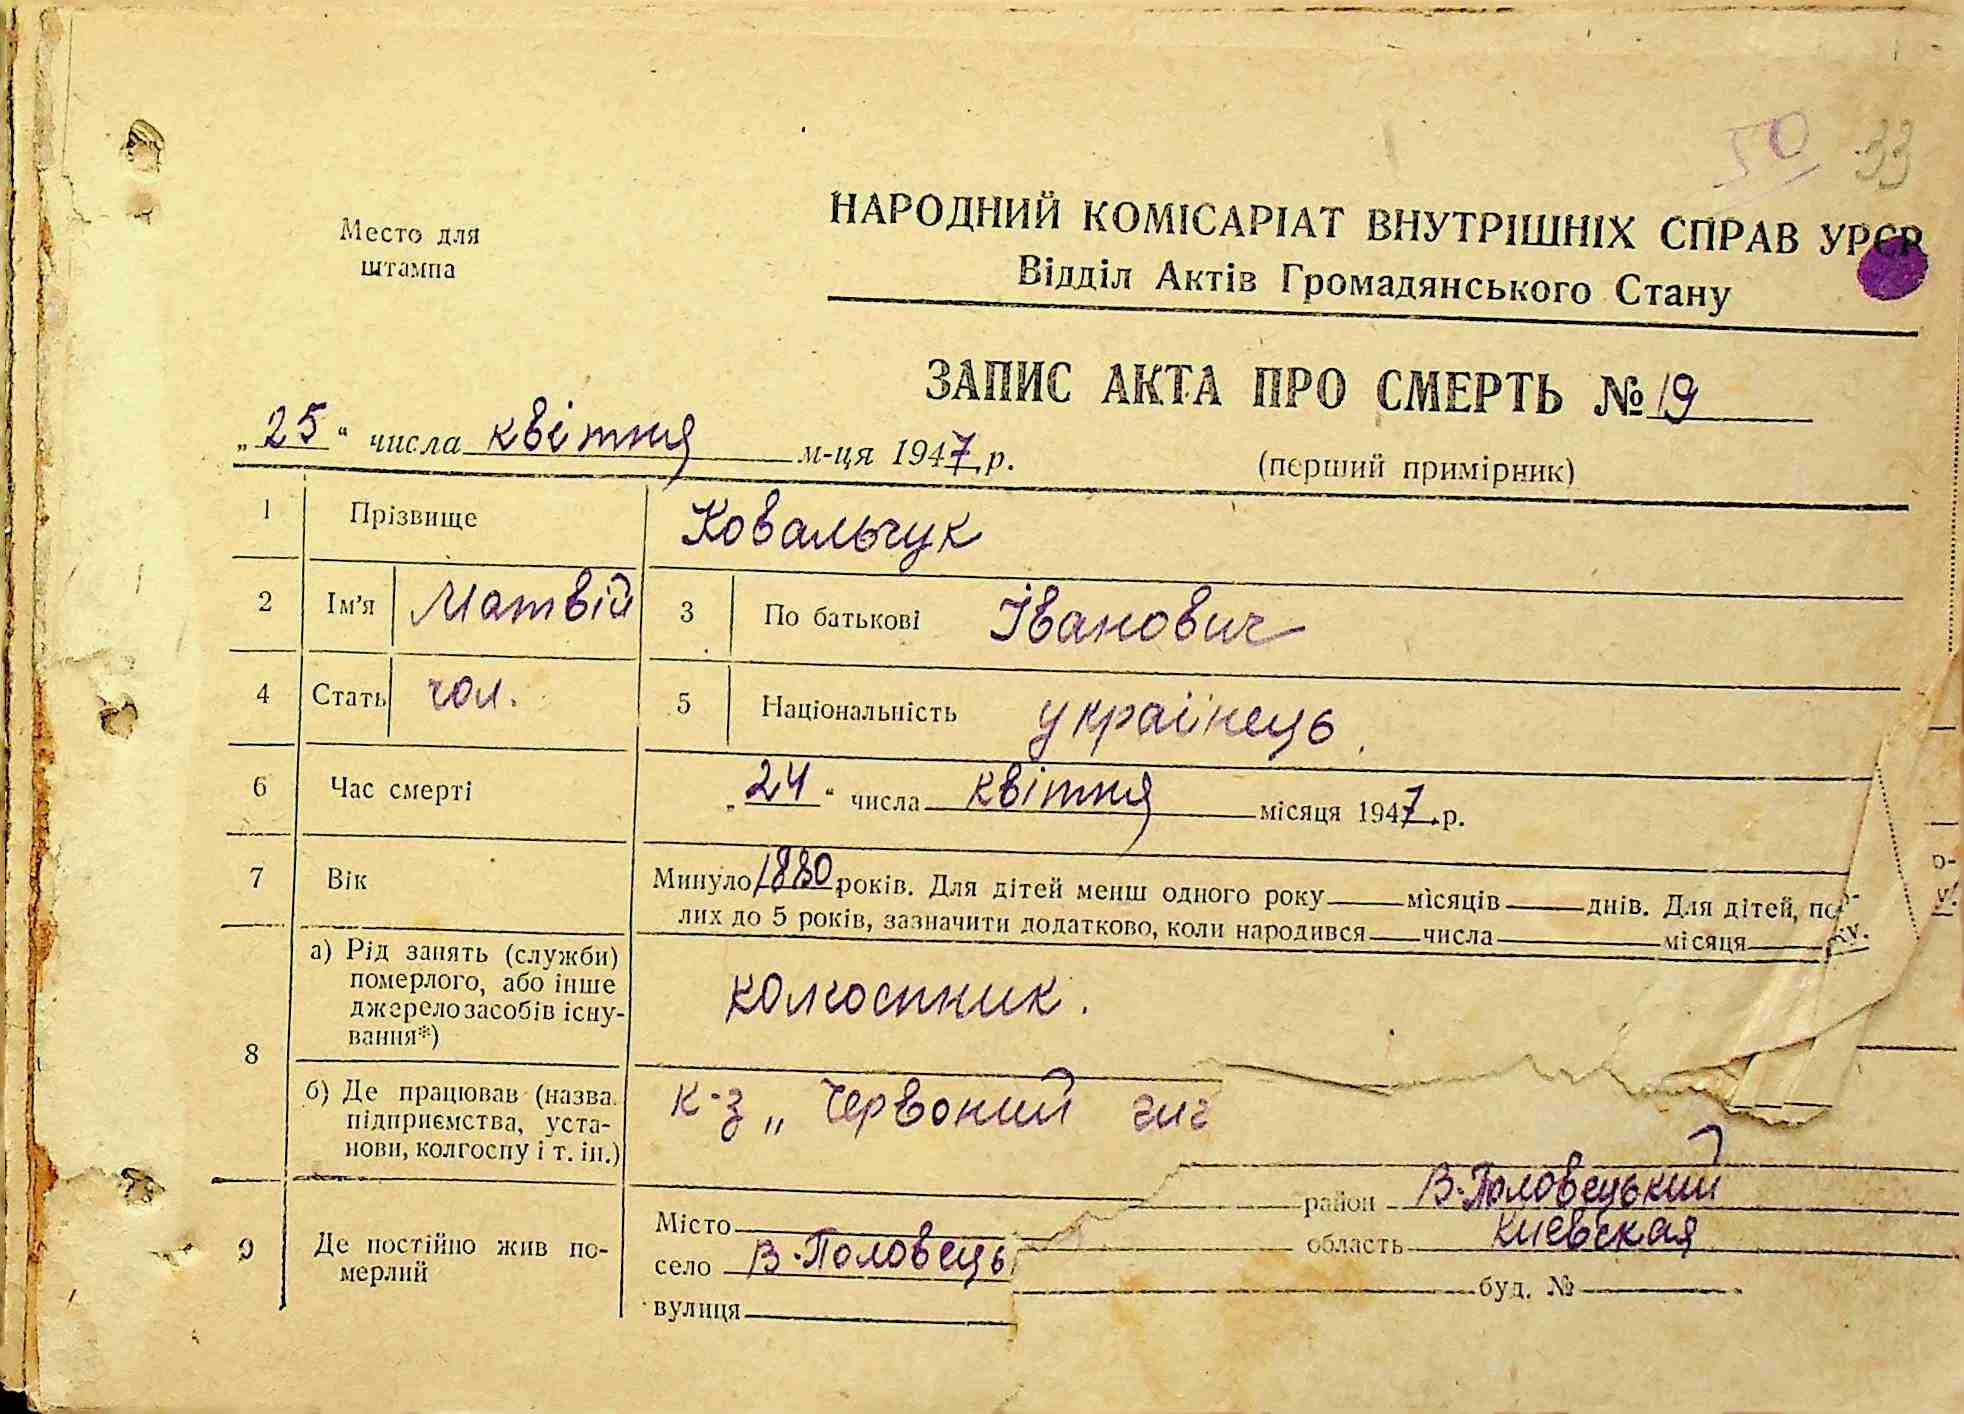 50 33
Место для
штампа
НАРОДНИЙ КОМІСАРІАТ ВНУТРІШНІХ СПРАВ УРСР
Відділ Актів Громадянського Стану
ЗАПИС АКТА ПРО СМЕРТЬ № 19
„25“ числа квітня м-ця 1947 р.
(перший примірник)
1 Прізвище Ковальчук
2 Ім'я Матвій 3 По батькові Іванович
4 Стать чол. 5 Національність українець.
6 Час смерті „24“ числа квітня місяця 1947 р.
7 Вік Минуло 1880 років. Для дітей менш одного року місяців днів. Для дітей,
лих до 5 років, зазначити додатково, коли народився числа місяця
8 а) Рід занять (служби)
померлого, або інше
джерело засобів існу-
вання*)
колгоспник.
б) Де працював (назва
підприємства, уста-
нови, колгоспу і т. ін.)
к-з „Червоний
9 Де постійно жив по-
мерлий
Місто район В-Половецький
село В-Половець область Киевская
вулиця буд. №